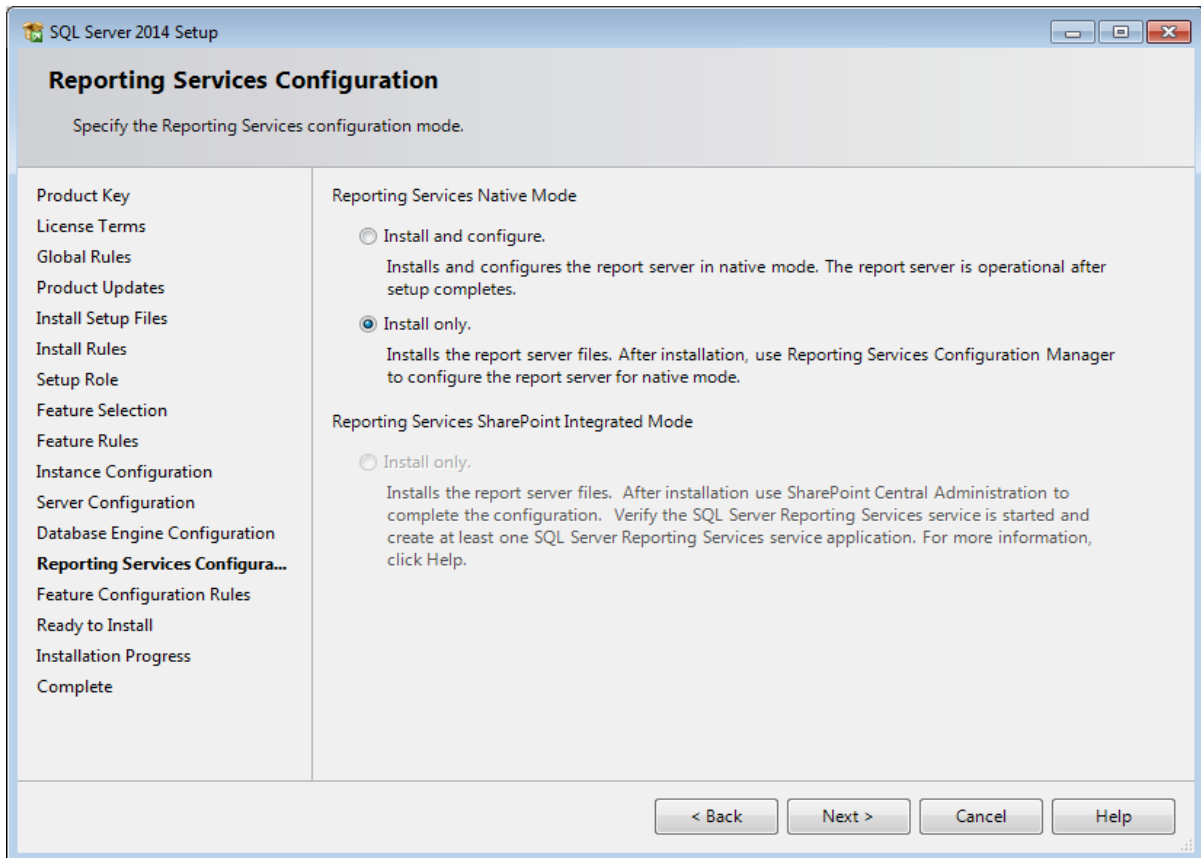 SQL Server 2014 Setup
Reporting Services Configuration
Specify the Reporting Services configuration mode.
Product Key
License Terms
Global Rules
Product Updates
Install Setup Files
Install Rules
Setup Role
Feature Selection
Feature Rules
Instance Configuration
Server Configuration
Database Engine Configuration
Reporting Services Configura...
Feature Configuration Rules
Ready to Install
Installation Progress
Complete
Reporting Services Native Mode
Install and configure.
Installs and configures the report server in native mode. The report server is operational after
setup completes.
Install only.
Installs the report server files. After installation, use Reporting Services Configuration Manager
to configure the report server for native mode.
Reporting Services SharePoint Integrated Mode
Install only.
Installs the report server files. After installation use SharePoint Central Administration to
complete the configuration. Verify the SQL Server Reporting Services service is started and
create at least one SQL Server Reporting Services service application. For more information,
click Help.
< Back
Next >
Cancel
Help